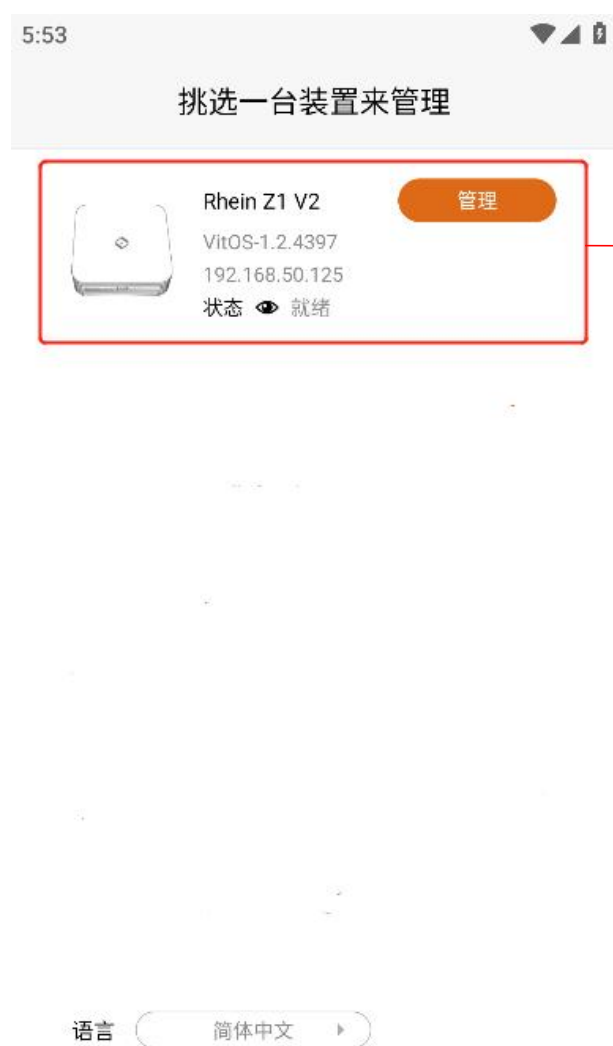 5:53
挑选一台装置来管理
Rhein Z1 V2
管理
VitOS-1.2.4397
192.168.50.125
状态 就绪
语言 简体中文